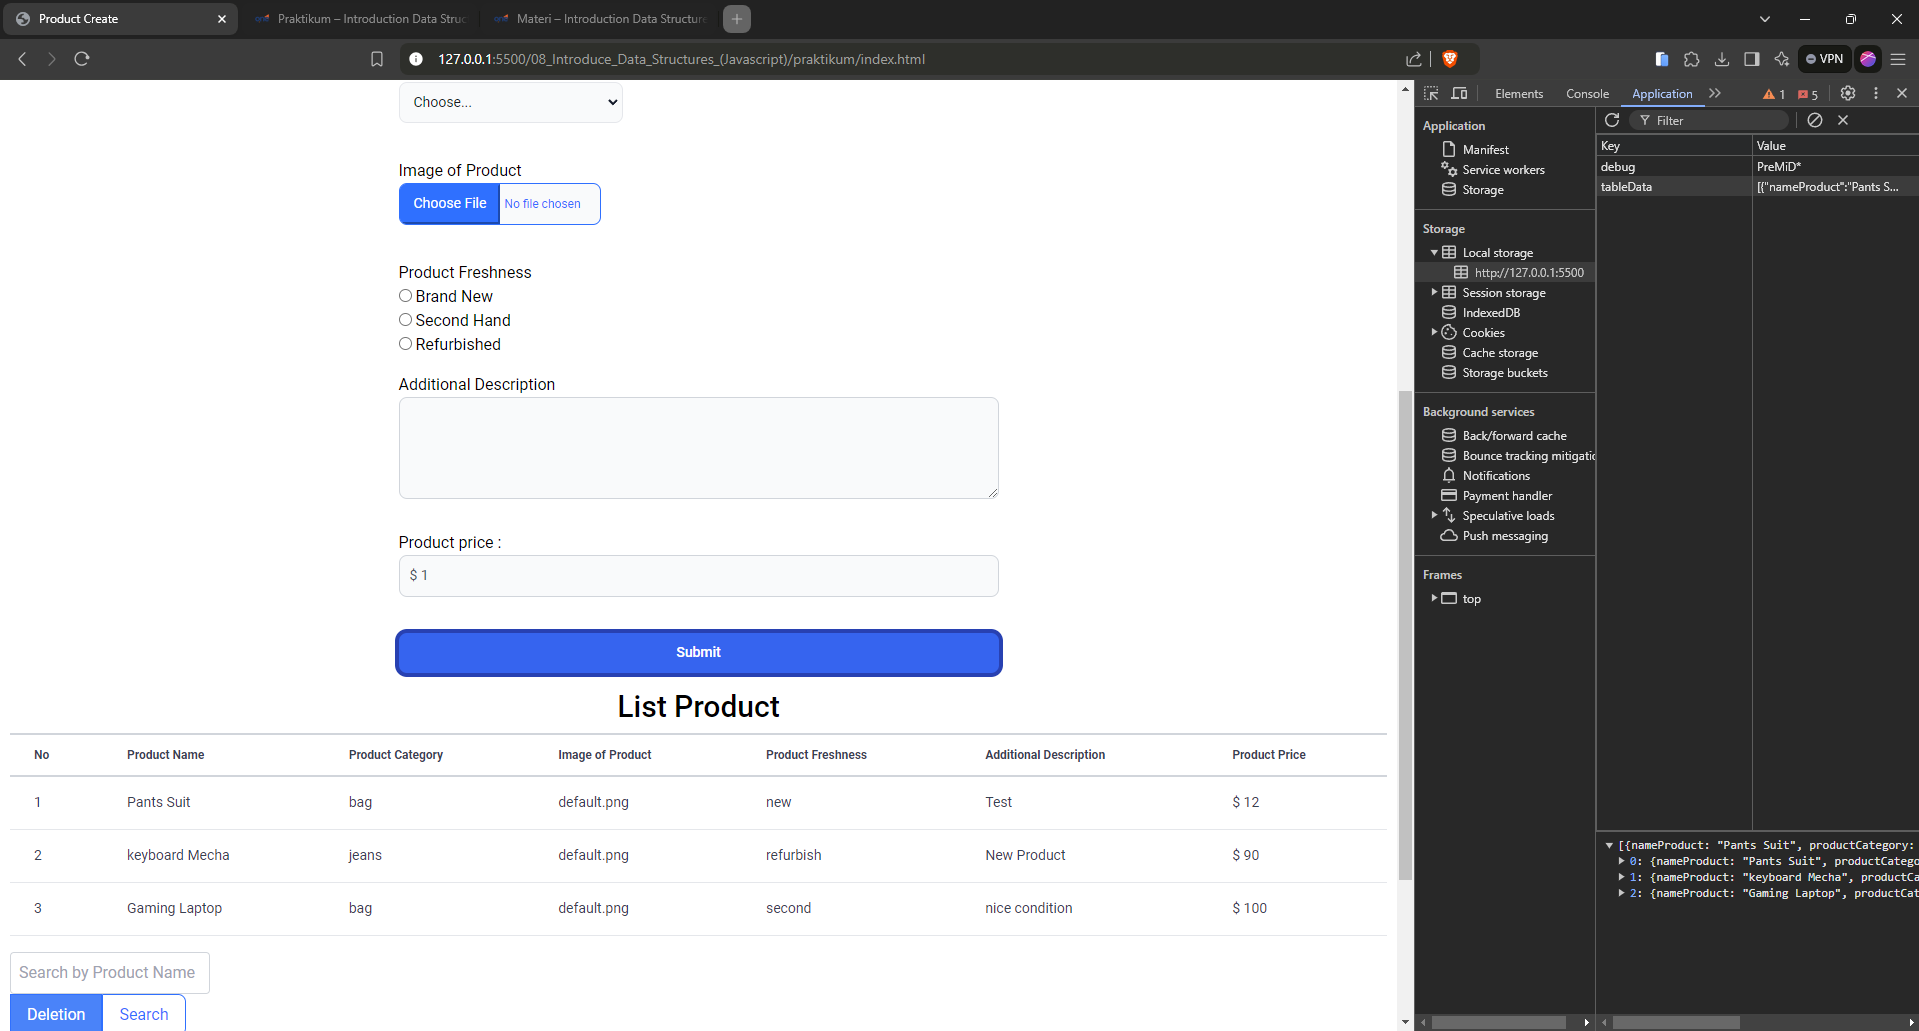 Product Create
Praktikum – Introduction Data Struc
Materi – Introduction Data Structure
127.0.0.1:5500/08_Introduce_Data_Structures_(Javascript)/praktikum/index.html
VPN
Choose...
Image of Product
Choose File No file chosen
Product Freshness
Brand New
Second Hand
Refurbished
Additional Description
Product price :
$ 1
Submit
List Product
No Product Name Product Category Image of Product Product Freshness Additional Description Product Price
1 Pants Suit bag default.png new Test $ 12
2 keyboard Mecha jeans default.png refurbish New Product $ 90
3 Gaming Laptop bag default.png second nice condition $ 100
Search by Product Name
Deletion Search
Elements Console Application 1 5
Application
Manifest
Service workers
Storage
Storage
Local storage
http://127.0.0.1:5500
Session storage
IndexedDB
Cookies
Cache storage
Storage buckets
Background services
Back/forward cache
Bounce tracking mitigatio
Notifications
Payment handler
Speculative loads
Push messaging
Frames
top
Filter
Key Value
debug PreMiD*
tableData [{"nameProduct":"Pants S...
[{nameProduct: "Pants Suit", productCategory:
0: {nameProduct: "Pants Suit", productCatego
1: {nameProduct: "keyboard Mecha", productCa
2: {nameProduct: "Gaming Laptop", productCat